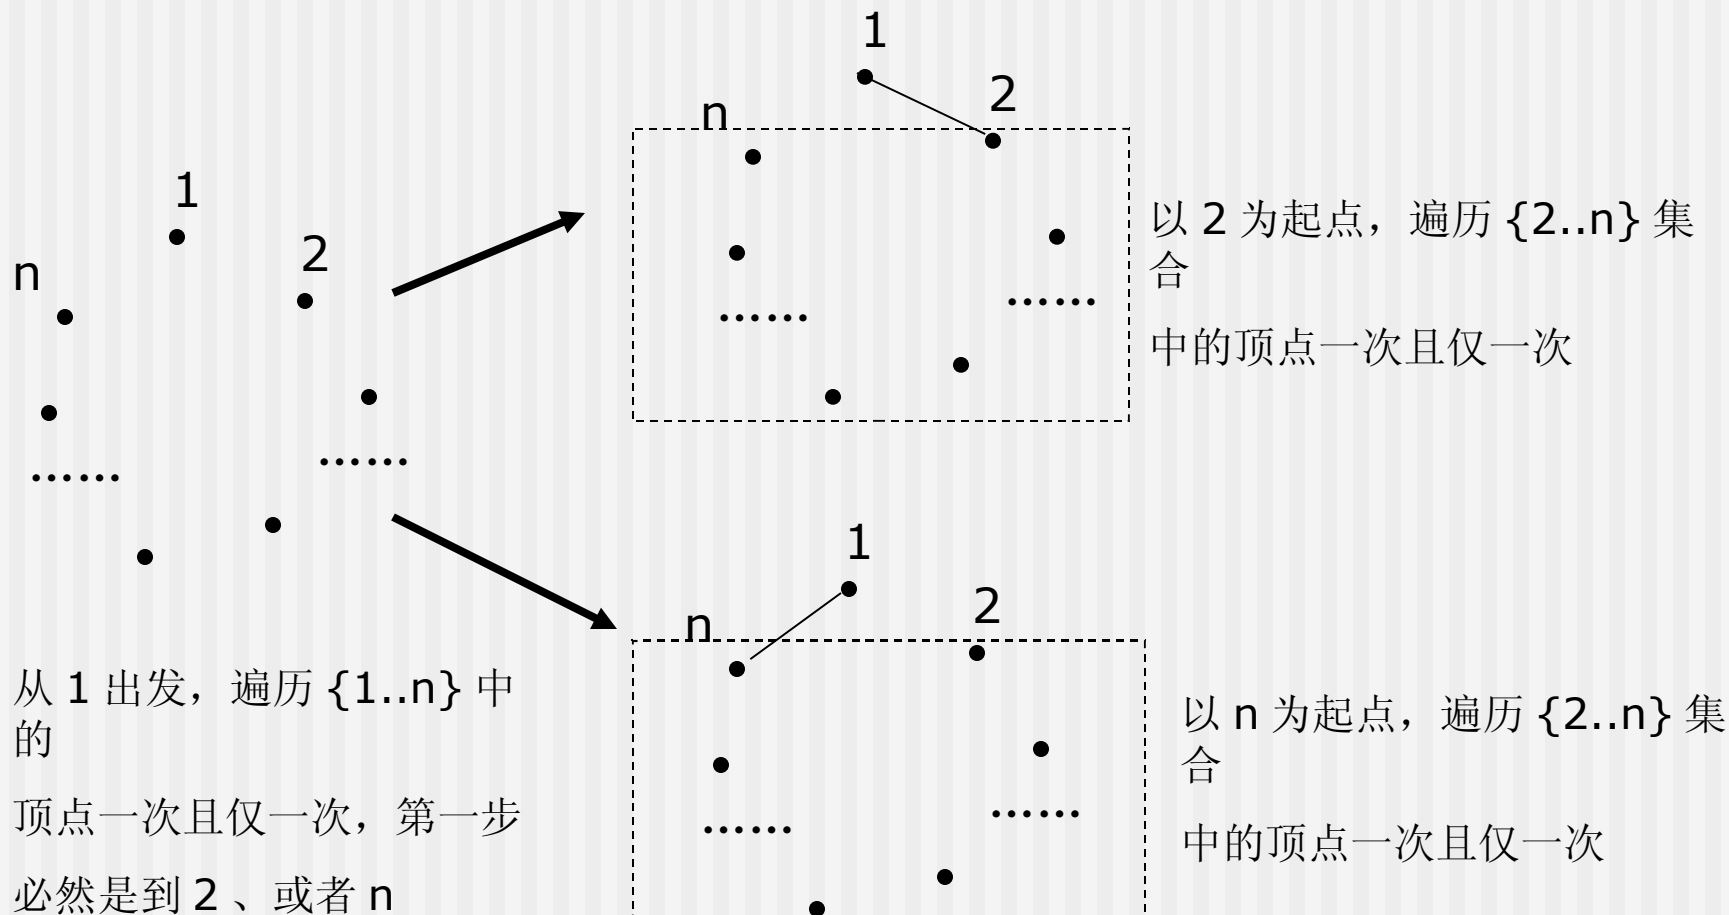 1
2
n
……
……
从 1 出发，遍历 {1..n} 中
的
顶点一次且仅一次，第一步
必然是到 2 、或者 n
1
2
n
……
……
以 2 为起点，遍历 {2..n} 集
合
中的顶点一次且仅一次
1
2
n
……
……
以 n 为起点，遍历 {2..n} 集
合
中的顶点一次且仅一次